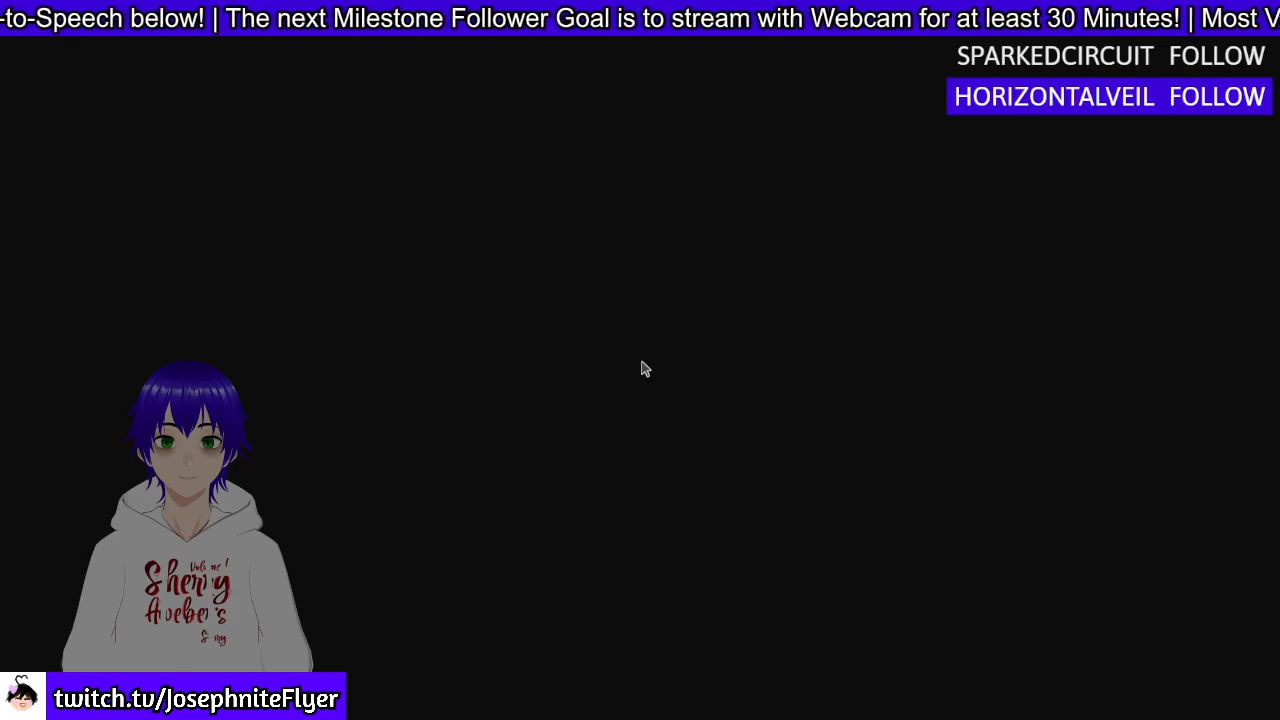 -to-Speech below! | The next Milestone Follower Goal is to stream with Webcam for at least 30 Minutes! | Most V
SPARKEDCIRCUIT FOLLOW
HORIZONTALVEIL FOLLOW
Sherry
twitch.tv/JosephniteFlyer